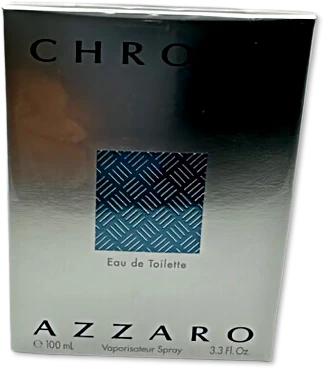 CHRO
Eau de Toilette
AZZARO
℮ 100 mL Vaporisateur Spray 3.3 Fl. Oz.